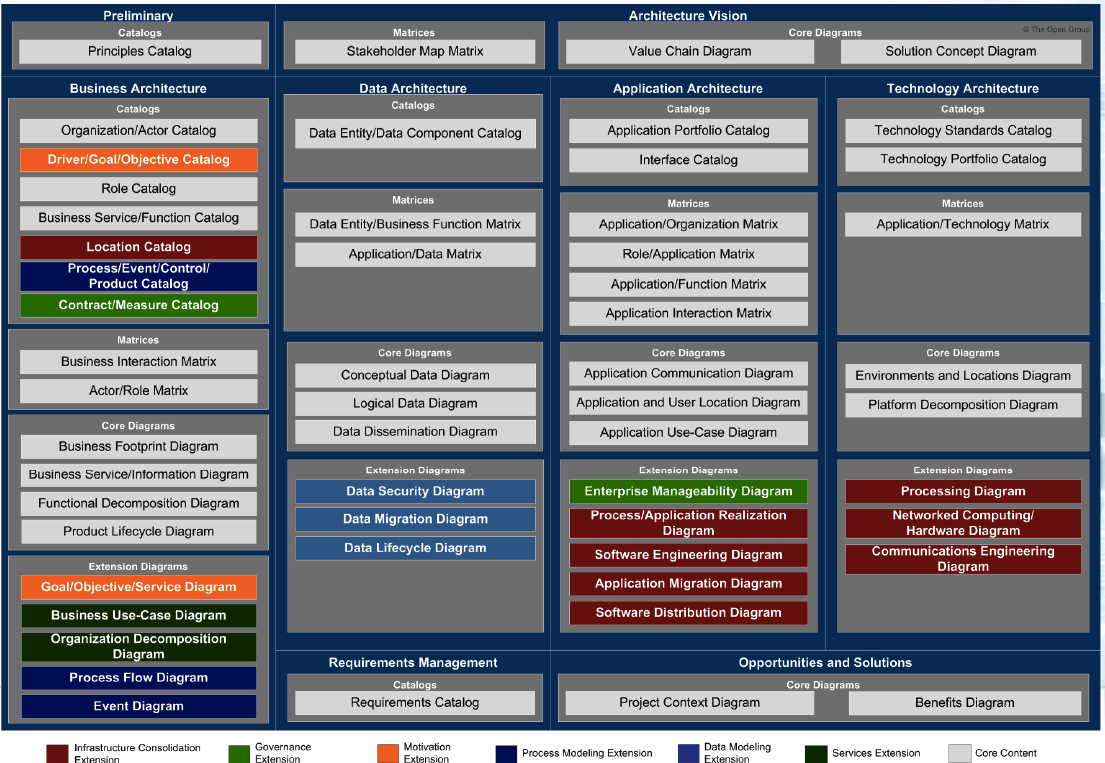 Preliminary
Catalogs
Principles Catalog
Architecture Vision
Matrices
Stakeholder Map Matrix
Core Diagrams
© The Open Group
Value Chain Diagram
Solution Concept Diagram
Business Architecture
Catalogs
Organization/Actor Catalog
Driver/Goal/Objective Catalog
Role Catalog
Business Service/Function Catalog
Location Catalog
Process/Event/Control/
Product Catalog
Contract/Measure Catalog
Matrices
Business Interaction Matrix
Actor/Role Matrix
Core Diagrams
Business Footprint Diagram
Business Service/Information Diagram
Functional Decomposition Diagram
Product Lifecycle Diagram
Extension Diagrams
Goal/Objective/Service Diagram
Business Use-Case Diagram
Organization Decomposition
Diagram
Process Flow Diagram
Event Diagram
Data Architecture
Catalogs
Data Entity/Data Component Catalog
Matrices
Data Entity/Business Function Matrix
Application/Data Matrix
Core Diagrams
Conceptual Data Diagram
Logical Data Diagram
Data Dissemination Diagram
Extension Diagrams
Data Security Diagram
Data Migration Diagram
Data Lifecycle Diagram
Application Architecture
Catalogs
Application Portfolio Catalog
Interface Catalog
Matrices
Application/Organization Matrix
Role/Application Matrix
Application/Function Matrix
Application Interaction Matrix
Core Diagrams
Application Communication Diagram
Application and User Location Diagram
Application Use-Case Diagram
Extension Diagrams
Enterprise Manageability Diagram
Process/Application Realization
Diagram
Software Engineering Diagram
Application Migration Diagram
Software Distribution Diagram
Technology Architecture
Catalogs
Technology Standards Catalog
Technology Portfolio Catalog
Matrices
Application/Technology Matrix
Core Diagrams
Environments and Locations Diagram
Platform Decomposition Diagram
Extension Diagrams
Processing Diagram
Networked Computing/
Hardware Diagram
Communications Engineering
Diagram
Requirements Management
Catalogs
Requirements Catalog
Opportunities and Solutions
Core Diagrams
Project Context Diagram
Benefits Diagram
Infrastructure Consolidation
Extension
Governance
Extension
Motivation
Extension
Process Modeling Extension
Data Modeling
Extension
Services Extension
Core Content